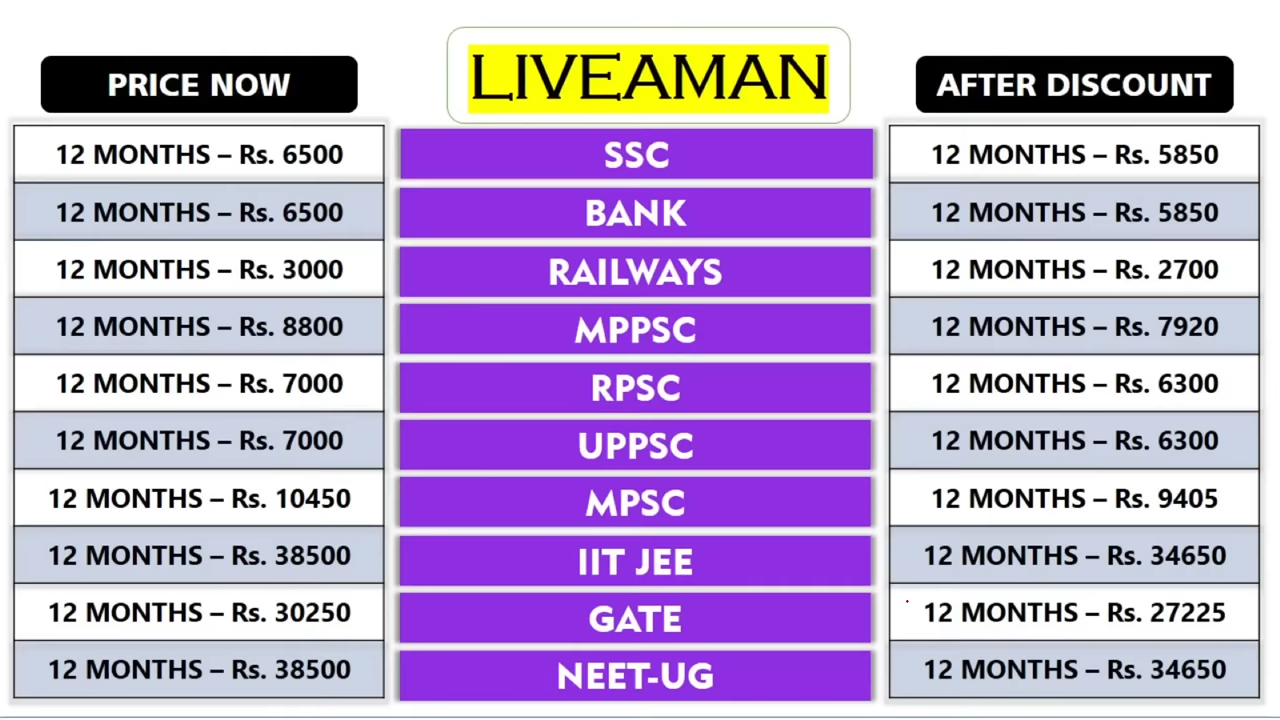 PRICE NOW LIVEAMAN AFTER DISCOUNT
12 MONTHS – Rs. 6500 SSC 12 MONTHS – Rs. 5850
12 MONTHS – Rs. 6500 BANK 12 MONTHS – Rs. 5850
12 MONTHS – Rs. 3000 RAILWAYS 12 MONTHS – Rs. 2700
12 MONTHS – Rs. 8800 MPPSC 12 MONTHS – Rs. 7920
12 MONTHS – Rs. 7000 RPSC 12 MONTHS – Rs. 6300
12 MONTHS – Rs. 7000 UPPSC 12 MONTHS – Rs. 6300
12 MONTHS – Rs. 10450 MPSC 12 MONTHS – Rs. 9405
12 MONTHS – Rs. 38500 IIT JEE 12 MONTHS – Rs. 34650
12 MONTHS – Rs. 30250 GATE 12 MONTHS – Rs. 27225
12 MONTHS – Rs. 38500 NEET-UG 12 MONTHS – Rs. 34650